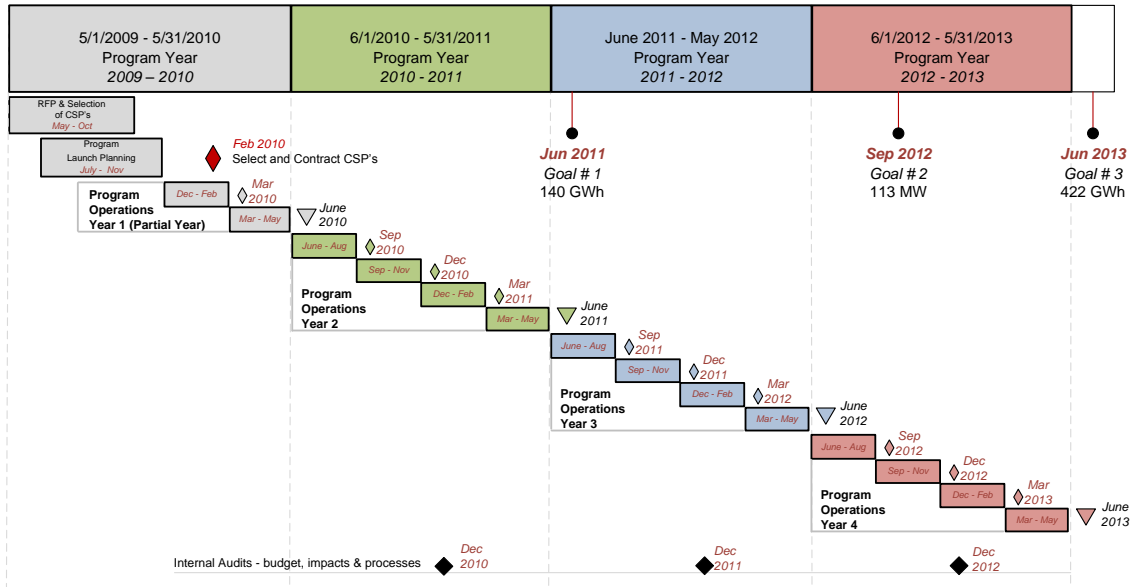 5/1/2009 - 5/31/2010
Program Year
2009 – 2010
6/1/2010 - 5/31/2011
Program Year
2010 - 2011
June 2011 - May 2012
Program Year
2011 - 2012
6/1/2012 - 5/31/2013
Program Year
2012 - 2013
RFP & Selection
of CSP's
May - Oct
Program
Launch Planning
July - Nov
Feb 2010
Select and Contract CSP's
Jun 2011
Goal # 1
140 GWh
Sep 2012
Goal # 2
113 MW
Jun 2013
Goal # 3
422 GWh
Program
Operations
Year 1 (Partial Year)
Dec - Feb
Mar
2010
Mar - May
June
2010
June - Aug
Sep
2010
Sep - Nov
Dec
2010
Dec - Feb
Mar
2011
Mar - May
June
2011
Program
Operations
Year 2
June - Aug
Sep
2011
Sep - Nov
Dec
2011
Dec - Feb
Mar
2012
Mar - May
June
2012
Program
Operations
Year 3
June - Aug
Sep
2012
Sep - Nov
Dec
2012
Dec - Feb
Mar
2013
Mar - May
June
2013
Program
Operations
Year 4
Internal Audits - budget, impacts & processes
Dec
2010
Dec
2011
Dec
2012